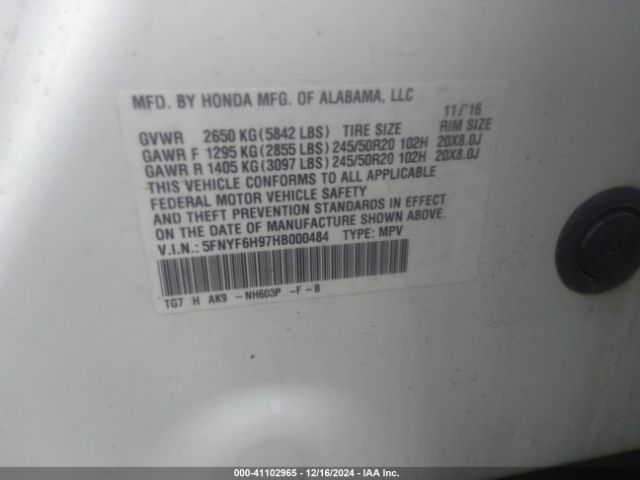 MFD. BY HONDA MFG. OF ALABAMA, LLC 11/'16
GVWR 2650 KG(5842 LBS) TIRE SIZE RIM SIZE
GAWR F 1295 KG(2855 LBS)245/50R20 102H 20X8.0J
GAWR R 1405 KG(3097 LBS)245/50R20 102H 20X8.0J
THIS VEHICLE CONFORMS TO ALL APPLICABLE
FEDERAL MOTOR VEHICLE SAFETY
AND THEFT PREVENTION STANDARDS IN EFFECT
ON THE DATE OF MANUFACTURE SHOWN ABOVE.
V.I.N.: 5FNYF6H97HB000484 TYPE: MPV
TG7 H AK9 -NH603P -F-B
000-41102965 - 12/16/2024 - IAA Inc.